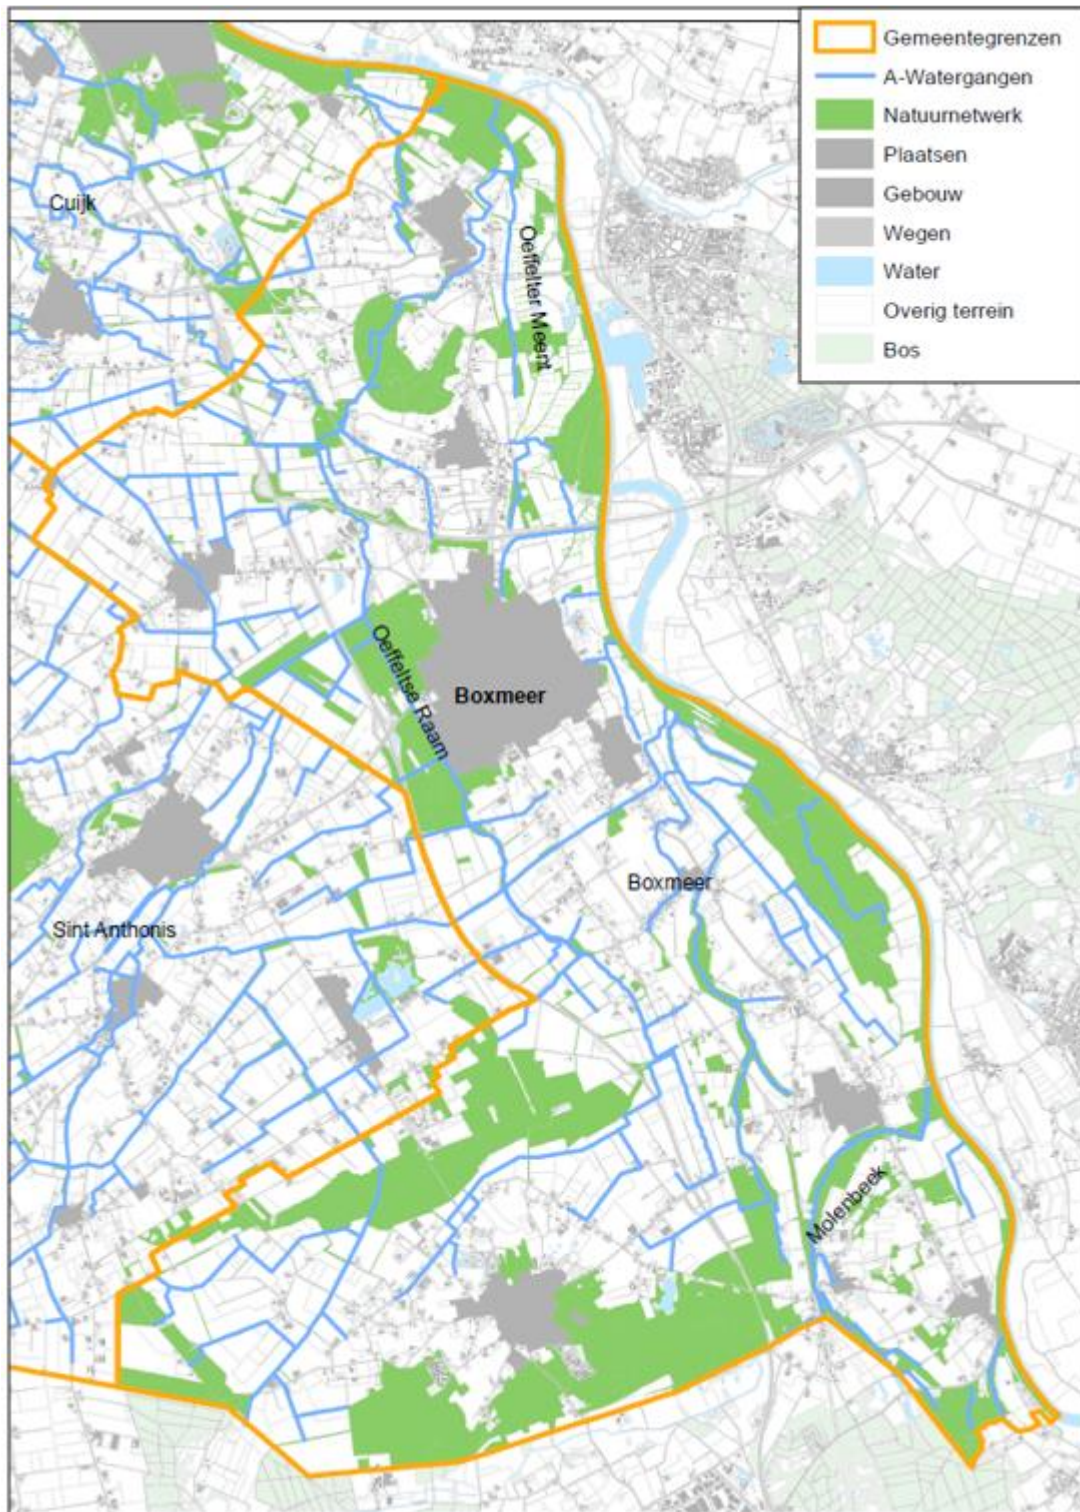 Gemeentegrenzen
A-Watergangen
Natuurnetwerk
Plaatsen
Gebouw
Wegen
Water
Overig terrein
Bos
Cuijk
Oeffelter Meent
Oeffeltse Raam
Boxmeer
Boxmeer
Sint Anthonis
Molenbeek